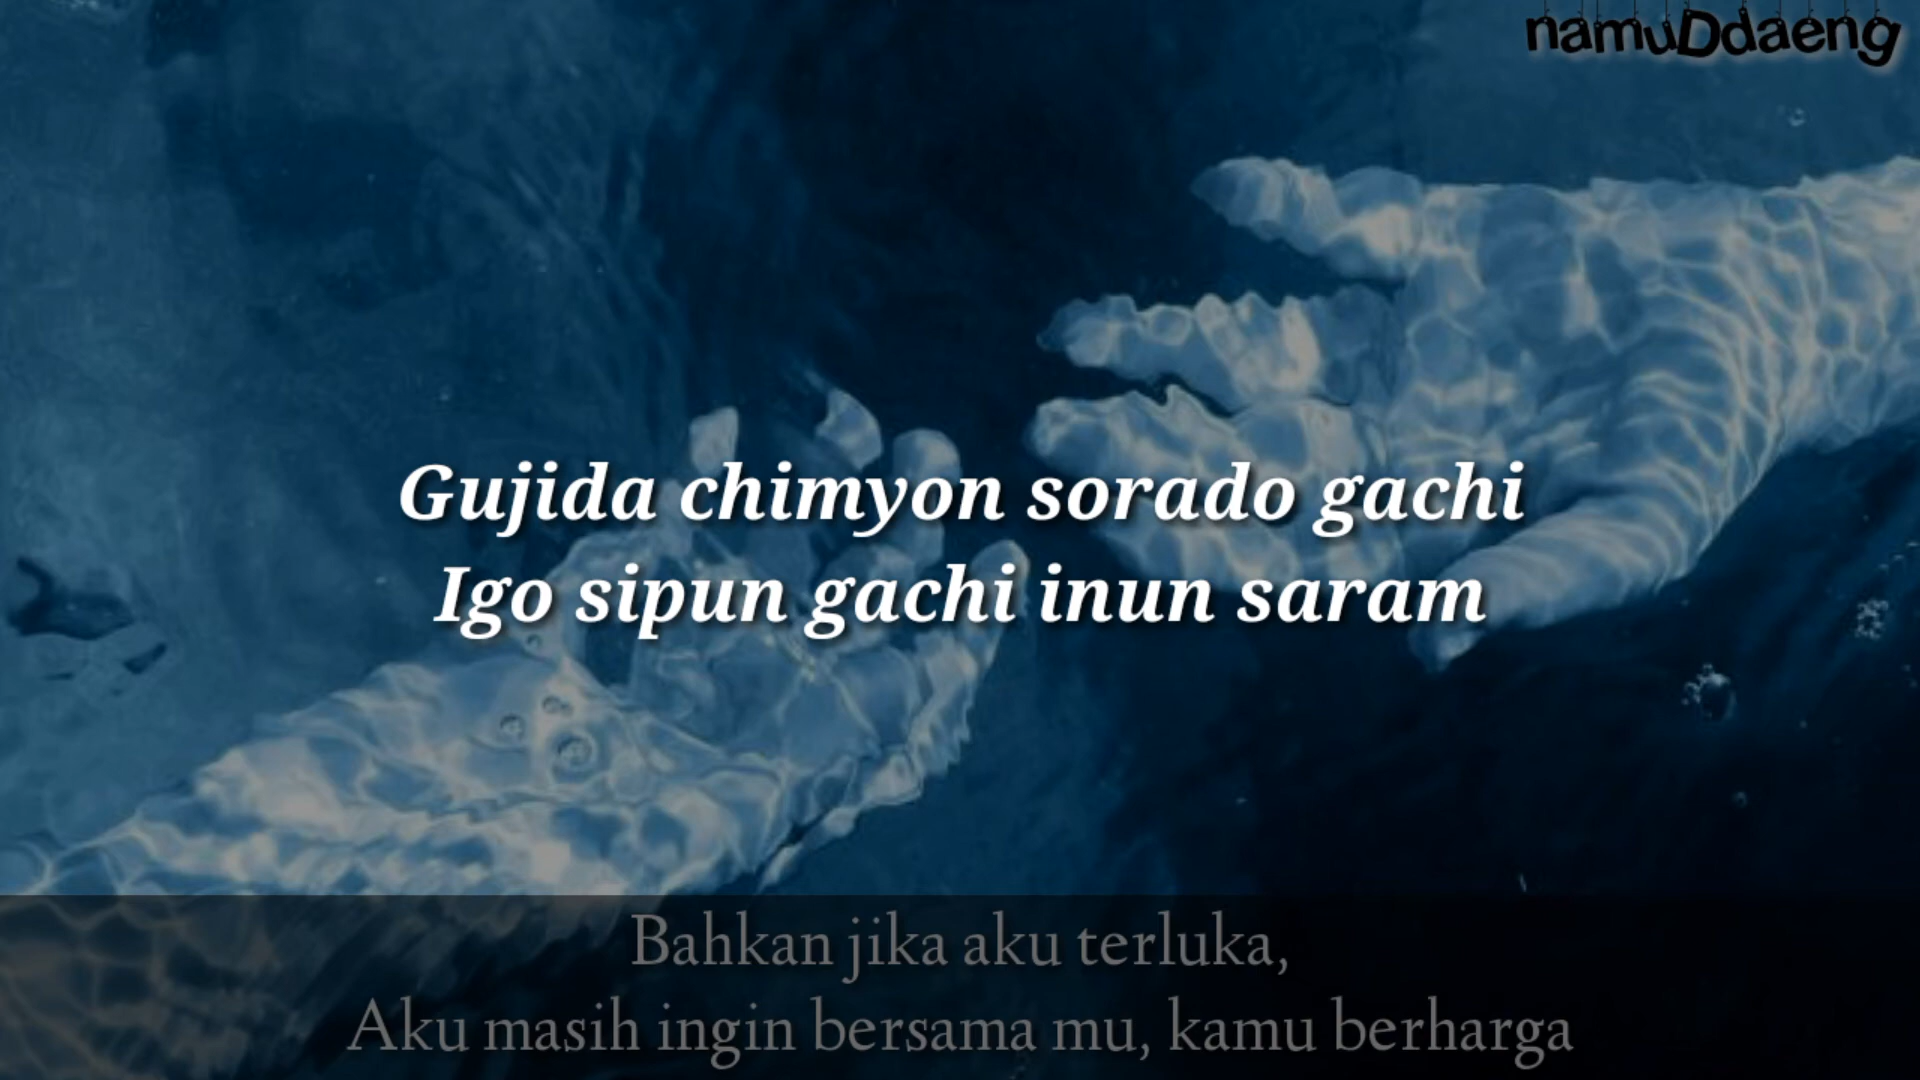 namuDdaeng
Gujida chimyon sorado gachi
Igo sipun gachi inun saram
Bahkan jika aku terluka,
Aku masih ingin bersama mu, kamu berharga